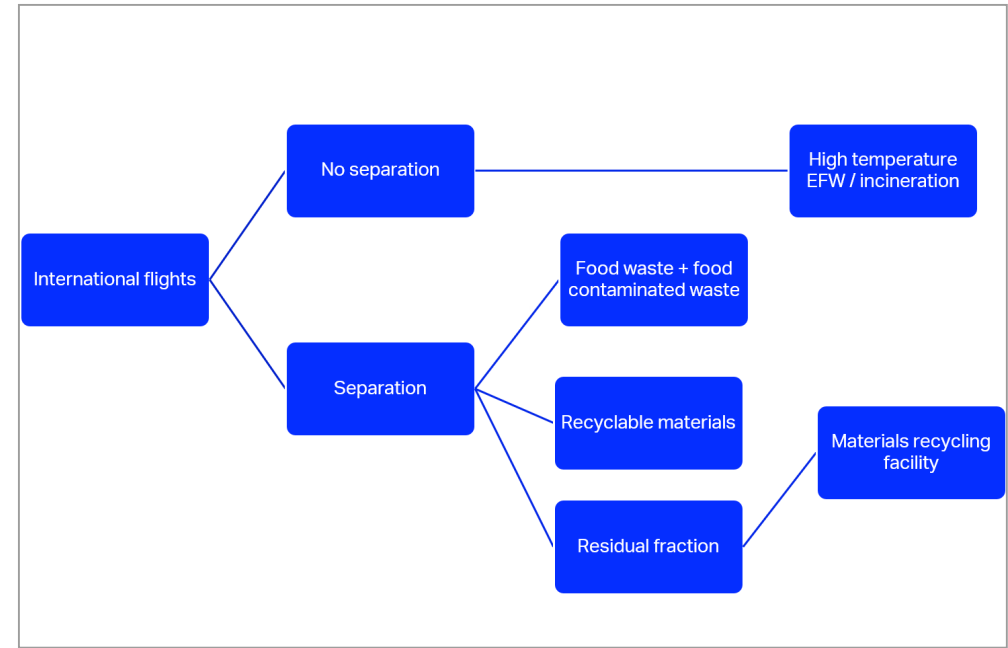 No separation
High temperature
EFW / incineration
International flights
Food waste + food
contaminated waste
Separation
Recyclable materials
Materials recycling
facility
Residual fraction